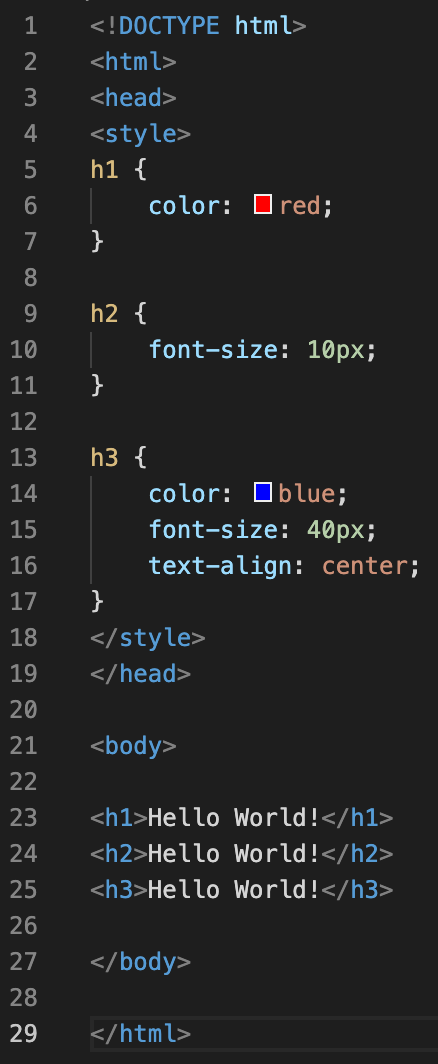 1 <!DOCTYPE html>
2 <html>
3 <head>
4 <style>
5 h1 {
6     color: red;
7 }
8
9 h2 {
10     font-size: 10px;
11 }
12
13 h3 {
14     color: blue;
15     font-size: 40px;
16     text-align: center;
17 }
18 </style>
19 </head>
20
21 <body>
22
23 <h1>Hello World!</h1>
24 <h2>Hello World!</h2>
25 <h3>Hello World!</h3>
26
27 </body>
28
29 </html>